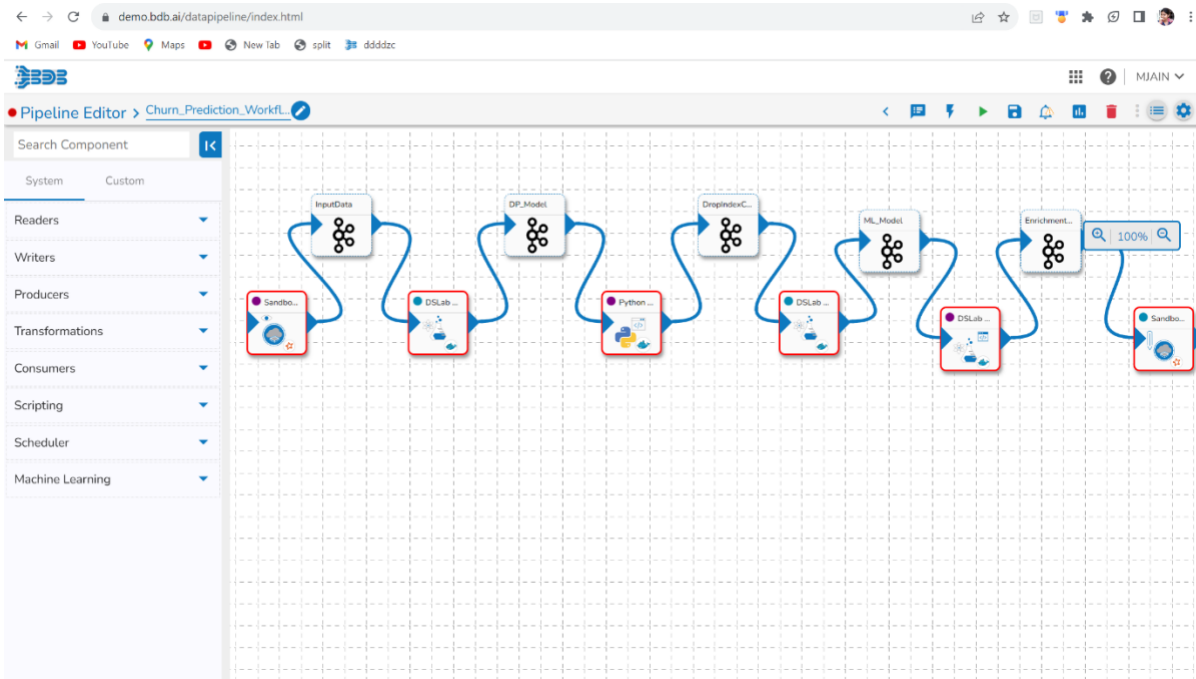 demo.bdb.ai/datapipeline/index.html
Gmail YouTube Maps New Tab split ddddzc
BDB MJAIN
Pipeline Editor > Churn_Prediction_Workfl...
Search Component
System Custom
Readers
Writers
Producers
Transformations
Consumers
Scripting
Scheduler
Machine Learning
InputData DP_Model DropIndexC... ML_Model Enrichment...
100%
Sandbo... DSLab ... Python ... DSLab ... DSLab ... Sandbo...